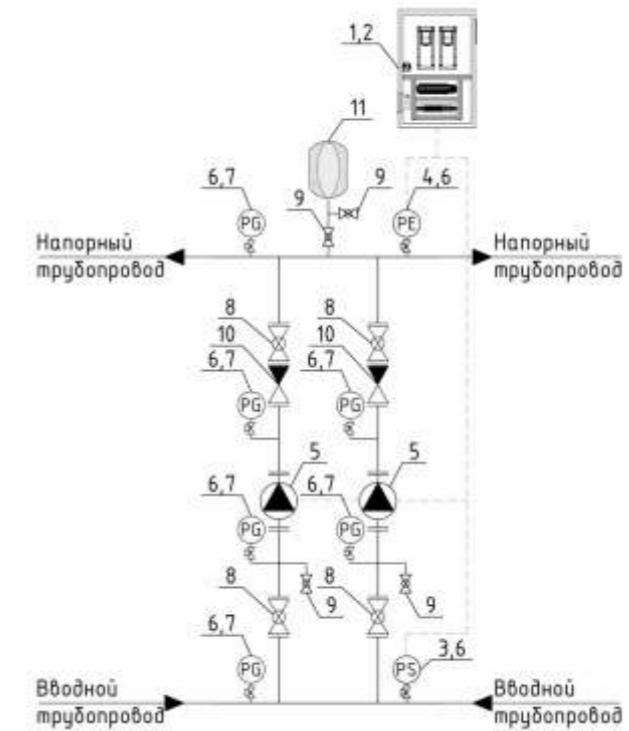 1,2
11
6,7
9
9
4,6
PG
PE
Напорный
трубопровод
Напорный
трубопровод
8
8
10
10
6,7
6,7
PG
PG
5
5
6,7
6,7
PG
PG
8
9
8
9
6,7
3,6
PG
PS
Вводной
трубопровод
Вводной
трубопровод